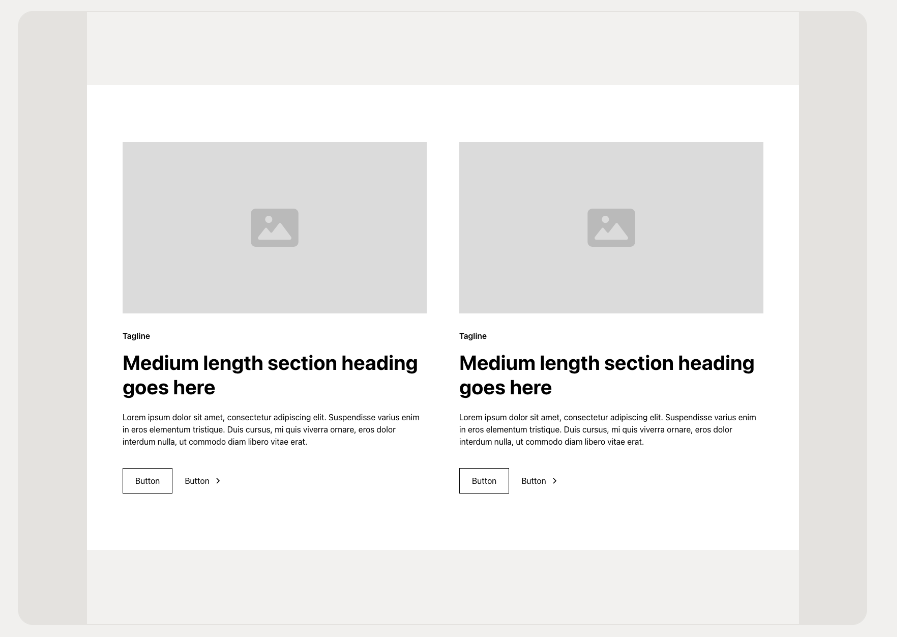 Tagline
Medium length section heading
goes here
Lorem ipsum dolor sit amet, consectetur adipiscing elit. Suspendisse varius enim
in eros elementum tristique. Duis cursus, mi quis viverra ornare, eros dolor
interdum nulla, ut commodo diam libero vitae erat.
Button
Button
Tagline
Medium length section heading
goes here
Lorem ipsum dolor sit amet, consectetur adipiscing elit. Suspendisse varius enim
in eros elementum tristique. Duis cursus, mi quis viverra ornare, eros dolor
interdum nulla, ut commodo diam libero vitae erat.
Button
Button